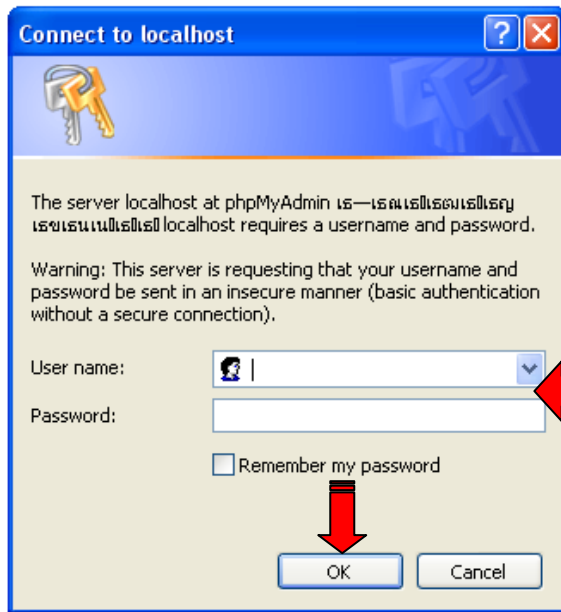 Connect to localhost
The server localhost at phpMyAdmin
localhost requires a username and password.
Warning: This server is requesting that your username and
password be sent in an insecure manner (basic authentication
without a secure connection).
User name:
Password:
Remember my password
OK
Cancel